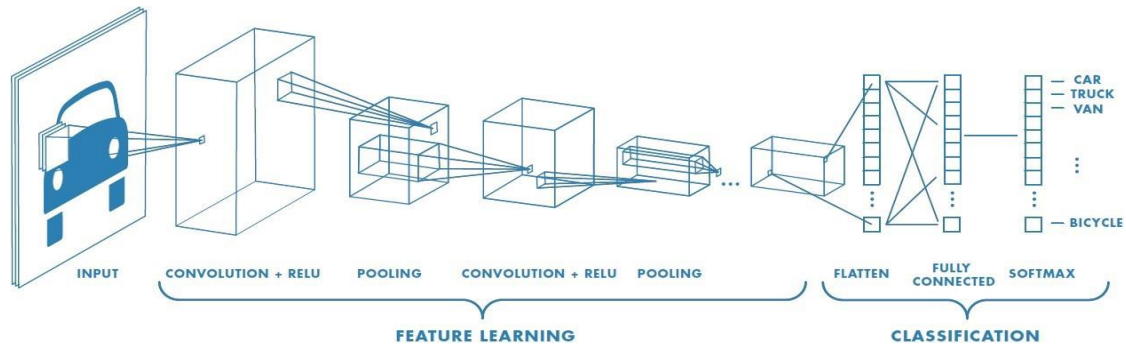 CAR
TRUCK
VAN
BICYCLE
INPUT
CONVOLUTION + RELU
POOLING
CONVOLUTION + RELU
POOLING
FLATTEN
FULLY
CONNECTED
SOFTMAX
FEATURE LEARNING
CLASSIFICATION